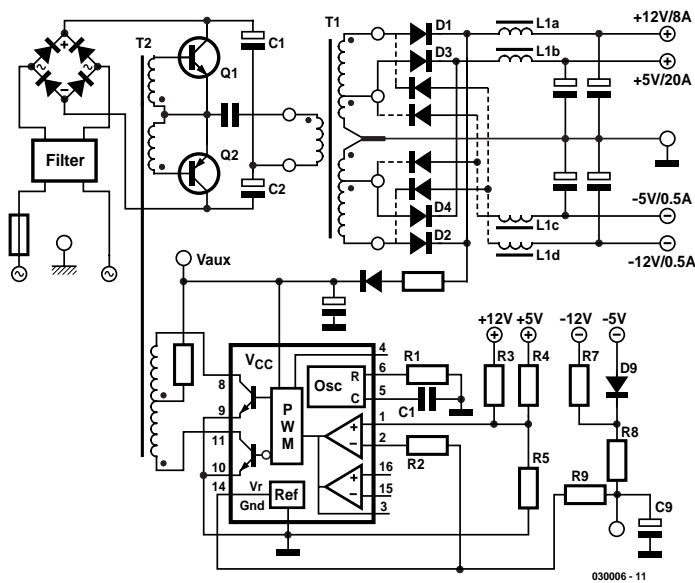 T2
T1
D1
L1a
+12V/8A
C1
Q1
D3
L1b
+5V/20A
Filter
Q2
C2
D4
D2
L1c
−5V/0.5A
L1d
−12V/0.5A
Vaux
+12V
+5V
−12V
−5V
VCC
4
R1
R3
R4
R7
D9
8
Osc
R
6
C
5
C1
9
PWM
1
11
2
R2
R8
10
16
R5
R9
14
Vr
Ref
15
C9
Gnd
3
030006 - 11